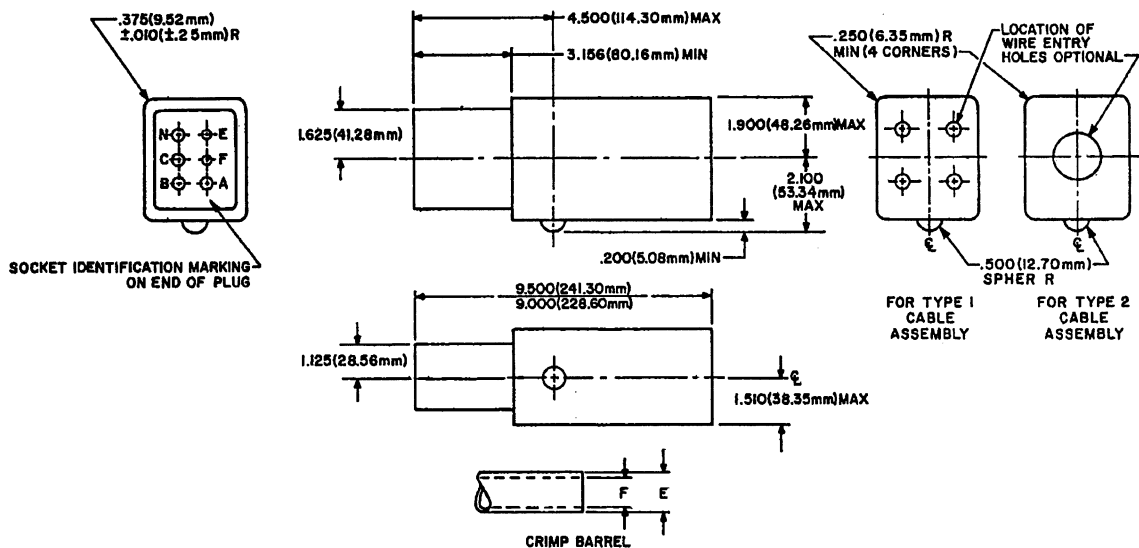 .375(9.52mm)
±.010(±.25mm)R
N E
C F
B A
SOCKET IDENTIFICATION MARKING
ON END OF PLUG
4.500(114.30mm)MAX
3.156(80.16mm)MIN
1.625(41.28mm)
1.900(48.26mm)MAX
2.100
(53.34mm)
MAX
.200(5.08mm)MIN
.250(6.35mm)R
MIN(4 CORNERS)
LOCATION OF
WIRE ENTRY
HOLES OPTIONAL
℄
℄
.500(12.70mm)
SPHER R
FOR TYPE 1
CABLE
ASSEMBLY
FOR TYPE 2
CABLE
ASSEMBLY
9.500(241.30mm)
9.000(228.60mm)
1.125(28.56mm)
℄
1.510(38.35mm)MAX
F E
CRIMP BARREL